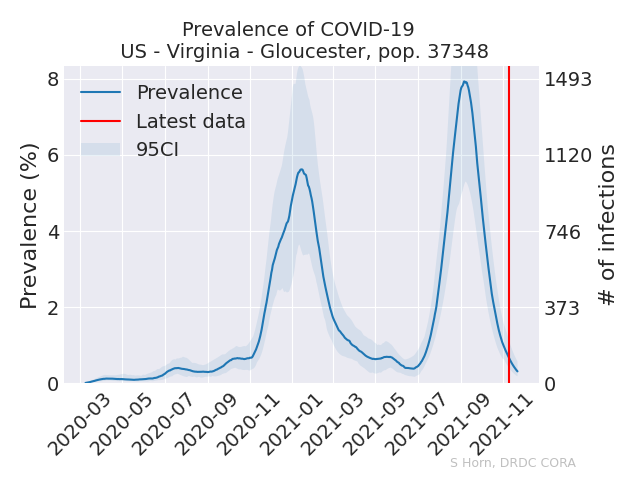 Prevalence of COVID-19
US - Virginia - Gloucester, pop. 37348
Prevalence
Latest data
95CI
Prevalence (%)
8
6
4
2
0
1493
1120
746
373
0
# of infections
2020-03
2020-05
2020-07
2020-09
2020-11
2021-01
2021-03
2021-05
2021-07
2021-09
2021-11
S Horn, DRDC CORA